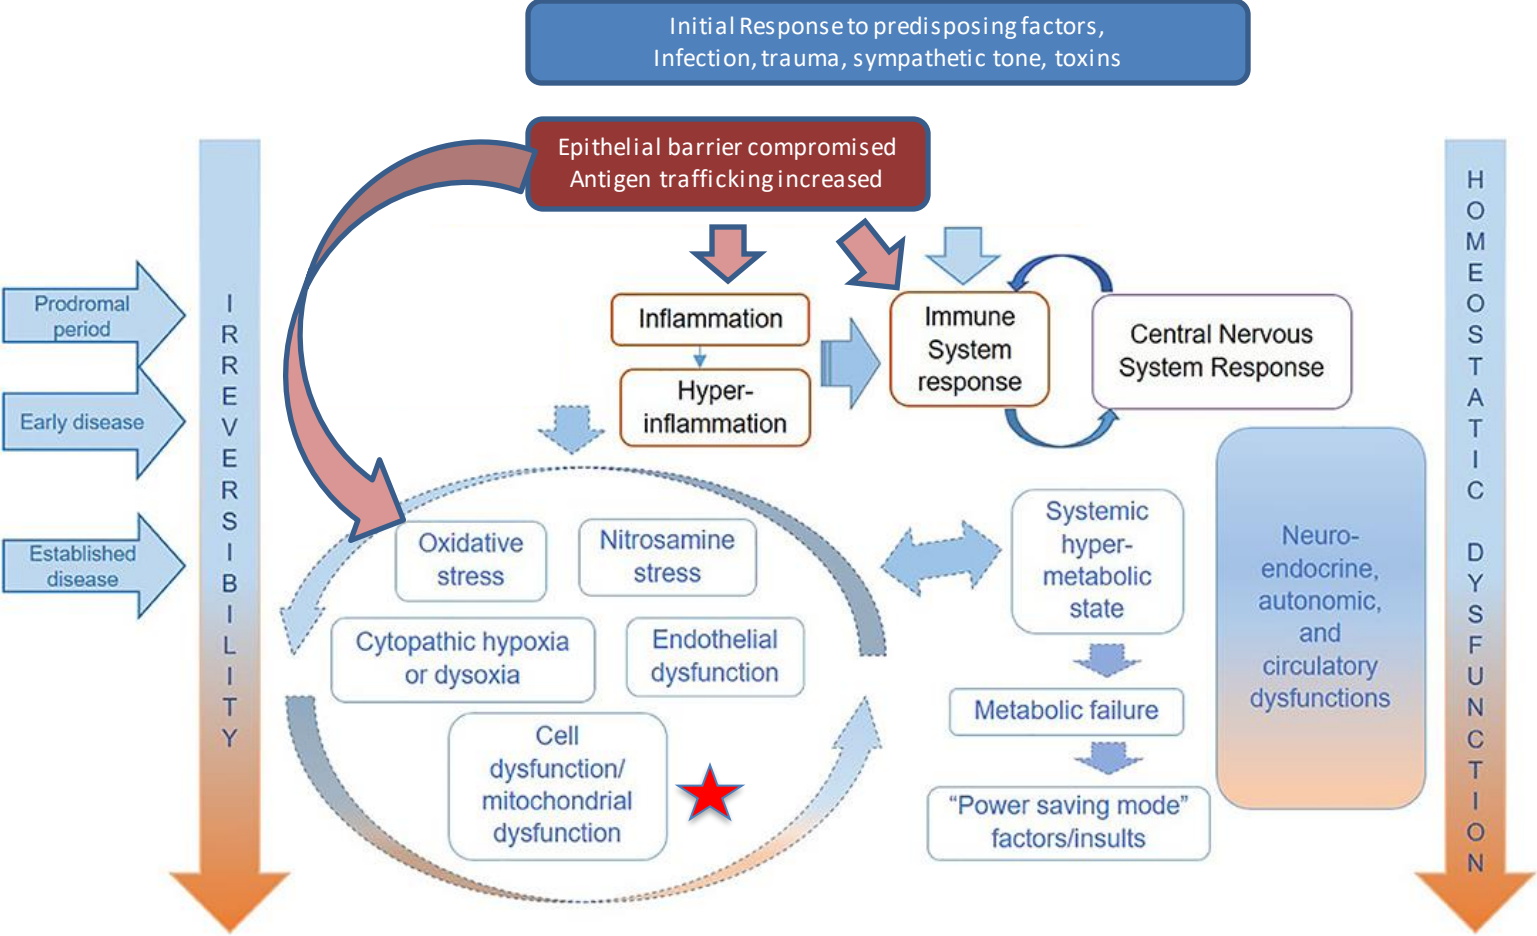 Initial Response to predisposing factors,
Infection, trauma, sympathetic tone, toxins
Epithelial barrier compromised
Antigen trafficking increased
Prodromal
period
Early disease
Established
disease
I
R
R
E
V
E
R
S
I
B
I
L
I
T
Y
Inflammation
Hyper-
inflammation
Immune
System
response
Central Nervous
System Response
Oxidative
stress
Nitrosamine
stress
Cytopathic hypoxia
or dysoxia
Endothelial
dysfunction
Cell
dysfunction/
mitochondrial
dysfunction
Systemic
hyper-
metabolic
state
Metabolic failure
“Power saving mode”
factors/insults
Neuro-
endocrine,
autonomic,
and
circulatory
dysfunctions
H
O
M
E
O
S
T
A
T
I
C
D
Y
S
F
U
N
C
T
I
O
N